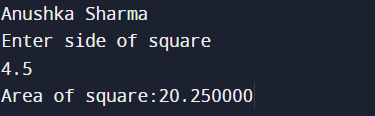 Anushka Sharma
Enter side of square
4.5
Area of square:20.250000